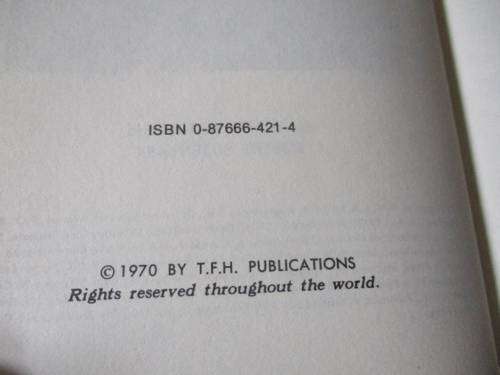 ISBN 0-87666-421-4
© 1970 BY T.F.H. PUBLICATIONS
Rights reserved throughout the world.